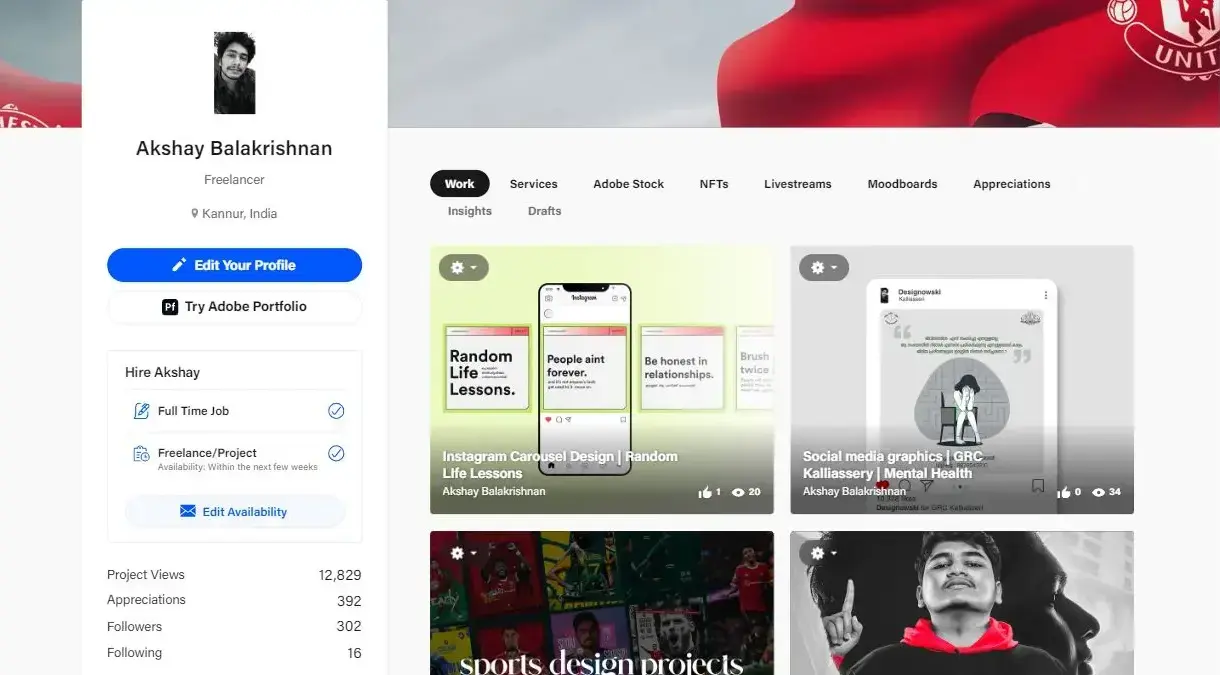 UNIT
Akshay Balakrishnan
Freelancer
Kannur, India
Edit Your Profile
Pf Try Adobe Portfolio
Hire Akshay
Full Time Job
Freelance/Project
Availability: Within the next few weeks
Edit Availability
Project Views 12,829
Appreciations 392
Followers 302
Following 16
Work Services Adobe Stock NFTs Livestreams Moodboards Appreciations
Insights Drafts
Instagram
Random
Life
Lessons.
People aint
forever.
Be honest in
relationships.
Brush
twice
Instagram Carousel Design | Random
Life Lessons
Akshay Balakrishnan 1 20
Designowski
Kalliasseri
Social media graphics | GRC
Kalliassery | Mental Health
Akshay Balakrishnan 0 34
sports design projects